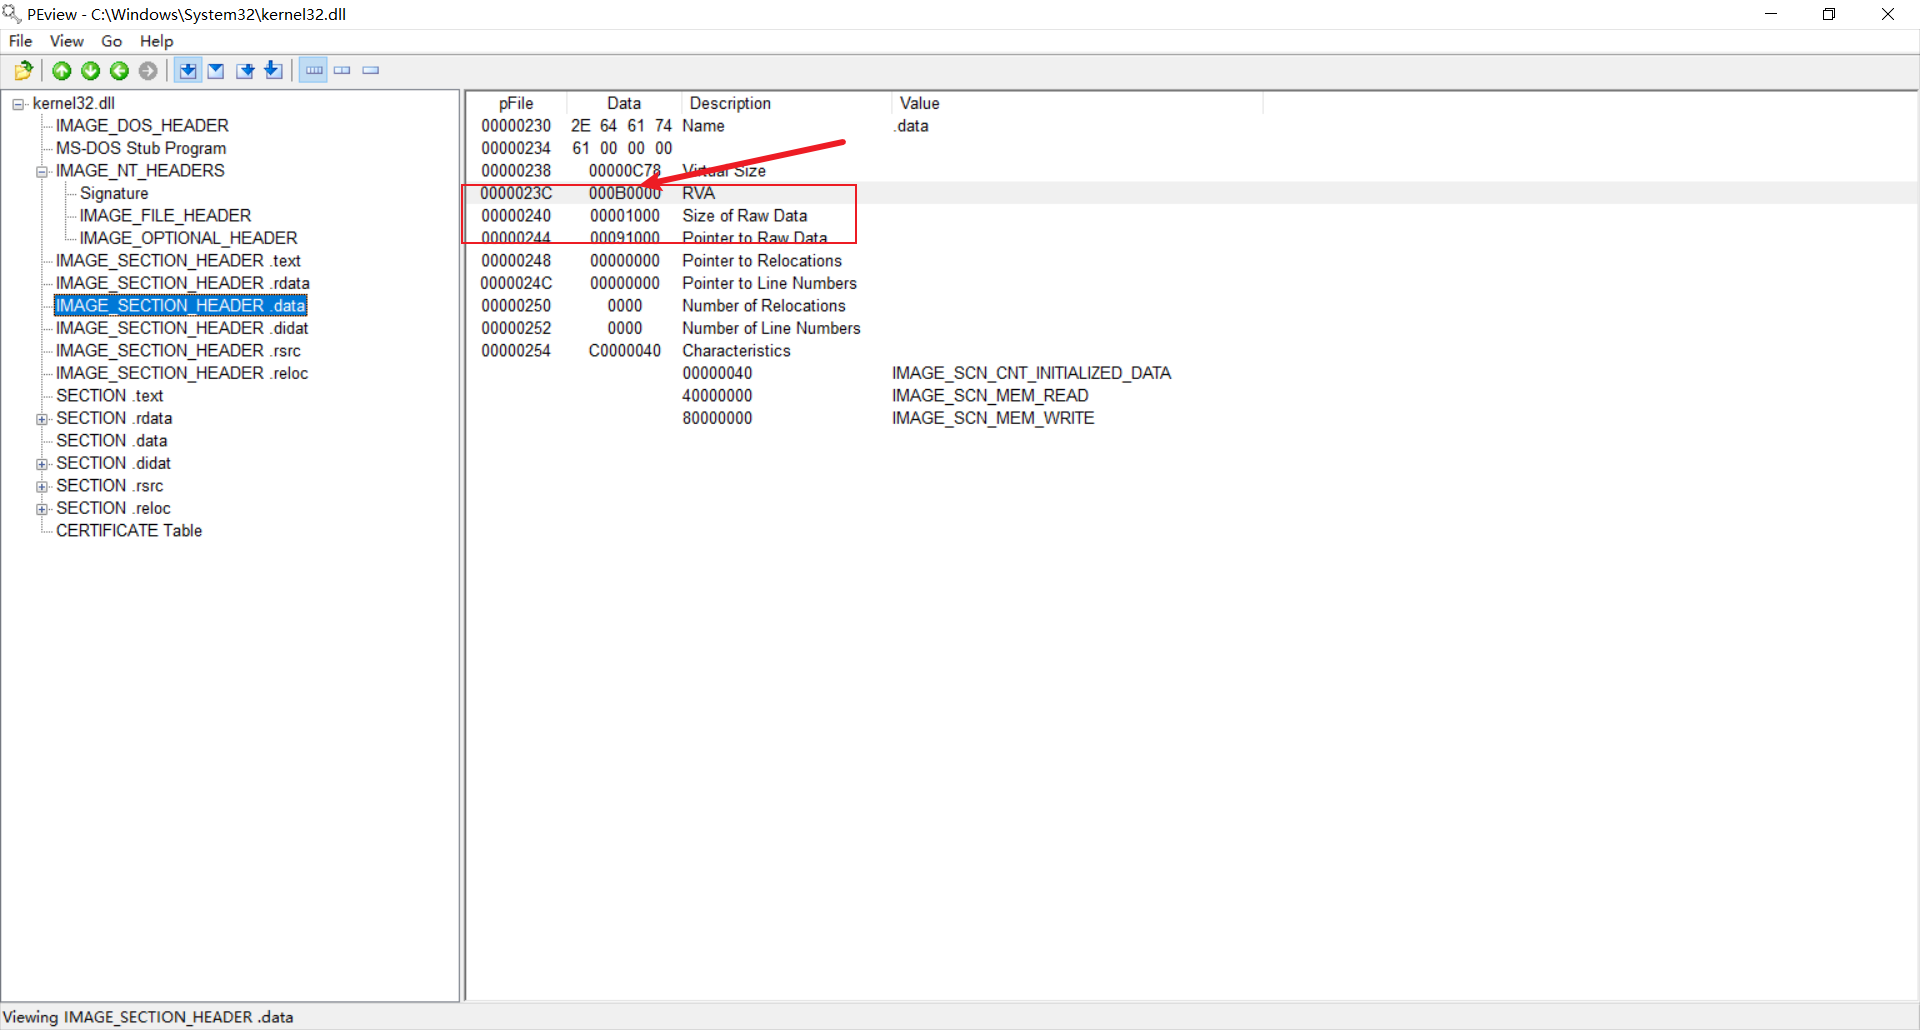 PEview - C:\Windows\System32\kernel32.dll
File View Go Help
kernel32.dll
IMAGE_DOS_HEADER
MS-DOS Stub Program
IMAGE_NT_HEADERS
Signature
IMAGE_FILE_HEADER
IMAGE_OPTIONAL_HEADER
IMAGE_SECTION_HEADER .text
IMAGE_SECTION_HEADER .rdata
IMAGE_SECTION_HEADER .data
IMAGE_SECTION_HEADER .didat
IMAGE_SECTION_HEADER .rsrc
IMAGE_SECTION_HEADER .reloc
SECTION .text
SECTION .rdata
SECTION .data
SECTION .didat
SECTION .rsrc
SECTION .reloc
CERTIFICATE Table
pFile Data Description Value
00000230 2E 64 61 74 Name .data
00000234 61 00 00 00
00000238 00000C78 Virtual Size
0000023C 000B0000 RVA
00000240 00001000 Size of Raw Data
00000244 00091000 Pointer to Raw Data
00000248 00000000 Pointer to Relocations
0000024C 00000000 Pointer to Line Numbers
00000250 0000 Number of Relocations
00000252 0000 Number of Line Numbers
00000254 C0000040 Characteristics
00000040 IMAGE_SCN_CNT_INITIALIZED_DATA
40000000 IMAGE_SCN_MEM_READ
80000000 IMAGE_SCN_MEM_WRITE
Viewing IMAGE_SECTION_HEADER .data